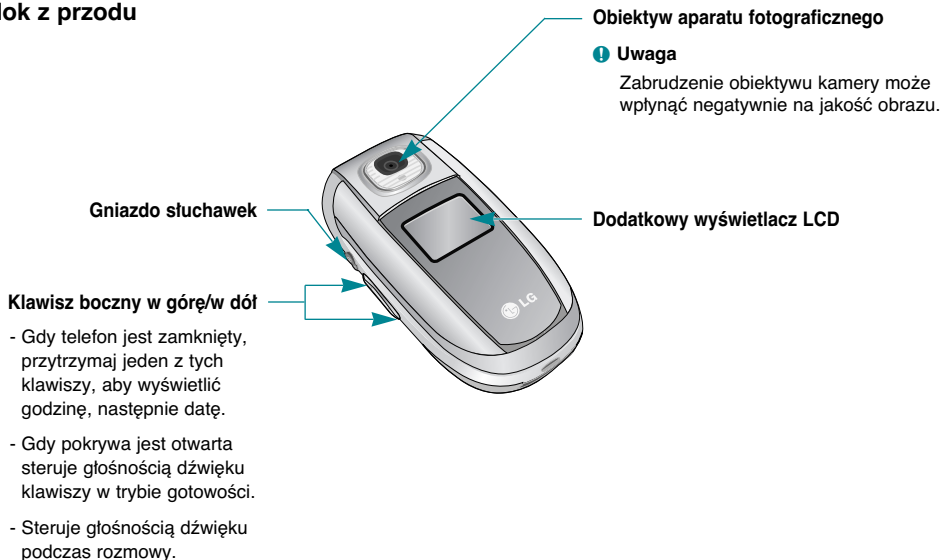 lok z przodu
Obiektyw aparatu fotograficznego
Uwaga
Zabrudzenie obiektywu kamery może
wpłynąć negatywnie na jakość obrazu.
Gniazdo słuchawek
Dodatkowy wyświetlacz LCD
LG
Klawisz boczny w górę/w dół
- Gdy telefon jest zamknięty,
przytrzymaj jeden z tych
klawiszy, aby wyświetlić
godzinę, następnie datę.
- Gdy pokrywa jest otwarta
steruje głośnością dźwięku
klawiszy w trybie gotowości.
- Steruje głośnością dźwięku
podczas rozmowy.